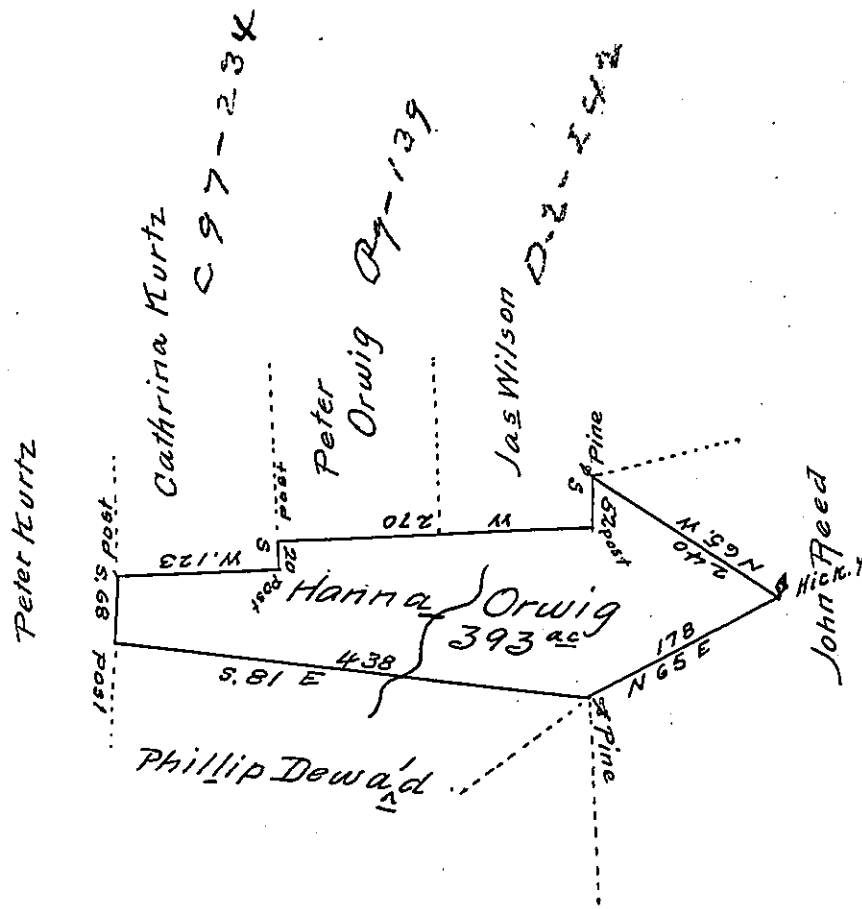 Peter Kurtz
Cathrina Kurtz
C 97-234
Peter
Orwig
Jas Wilson
post
S. 68
post
W. 123
S
post
20
post
270
W
Hanna Orwig
393 ac
S. 81 E
438
52 post
S
Pine
N 65. W
240
178
N 65 E
Hick.y
John Reed
Pine
Phillip Dewa'd